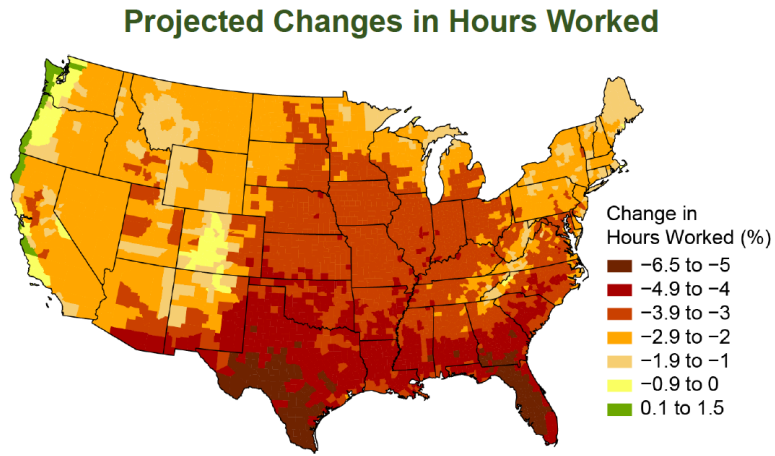 Projected Changes in Hours Worked
Change in
Hours Worked (%)
−6.5 to −5
−4.9 to −4
−3.9 to −3
−2.9 to −2
−1.9 to −1
−0.9 to 0
0.1 to 1.5